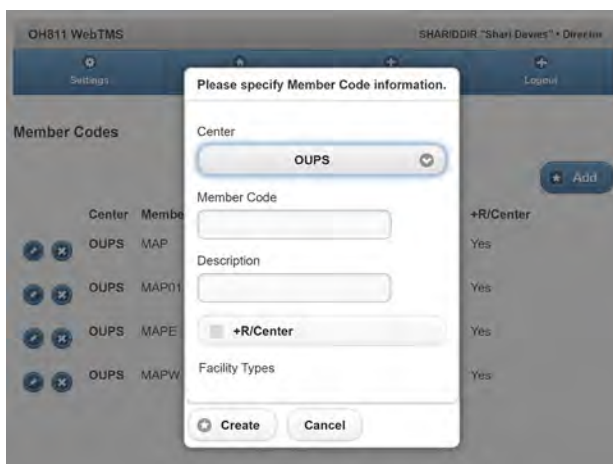 OH811 WebTMS
SHARIDDIR "Shari Davies" • Director
Settings
Logout
Please specify Member Code information.
Member Codes
Center
OUPS
Add
Member Code
Center Membe
+R/Center
OUPS MAP Yes
Description
OUPS MAP01 Yes
+R/Center
OUPS MAPE Yes
Facility Types
OUPS MAPW Yes
Create Cancel